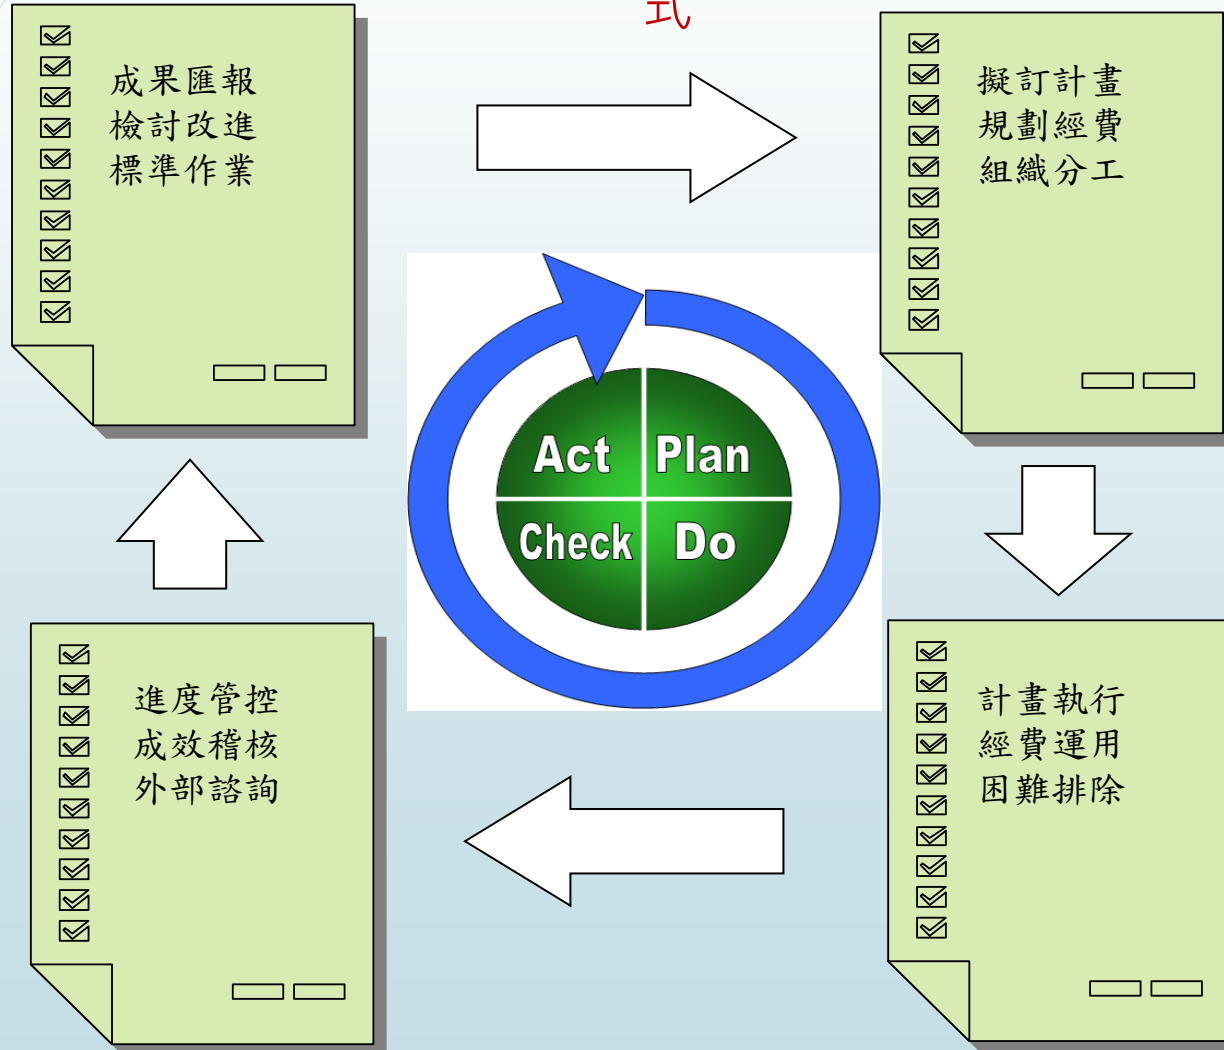 式
成果匯報
檢討改進
標準作業
擬訂計畫
規劃經費
組織分工
Act
Plan
Check
Do
進度管控
成效稽核
外部諮詢
計畫執行
經費運用
困難排除